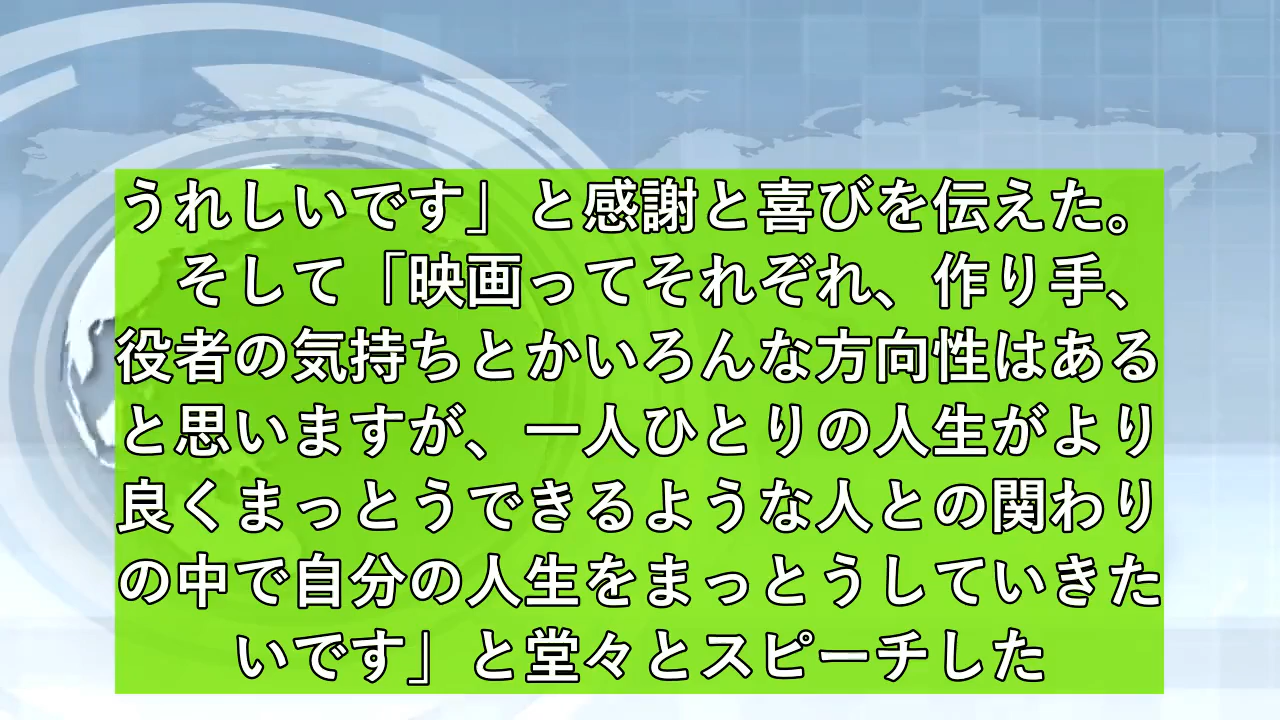 うれしいです」と感謝と喜びを伝えた。
そして「映画ってそれぞれ、作り手、
役者の気持ちとかいろんな方向性はある
と思いますが、一人ひとりの人生がより
良くまっとうできるような人との関わり
の中で自分の人生をまっとうしていきた
いです」と堂々とスピーチした